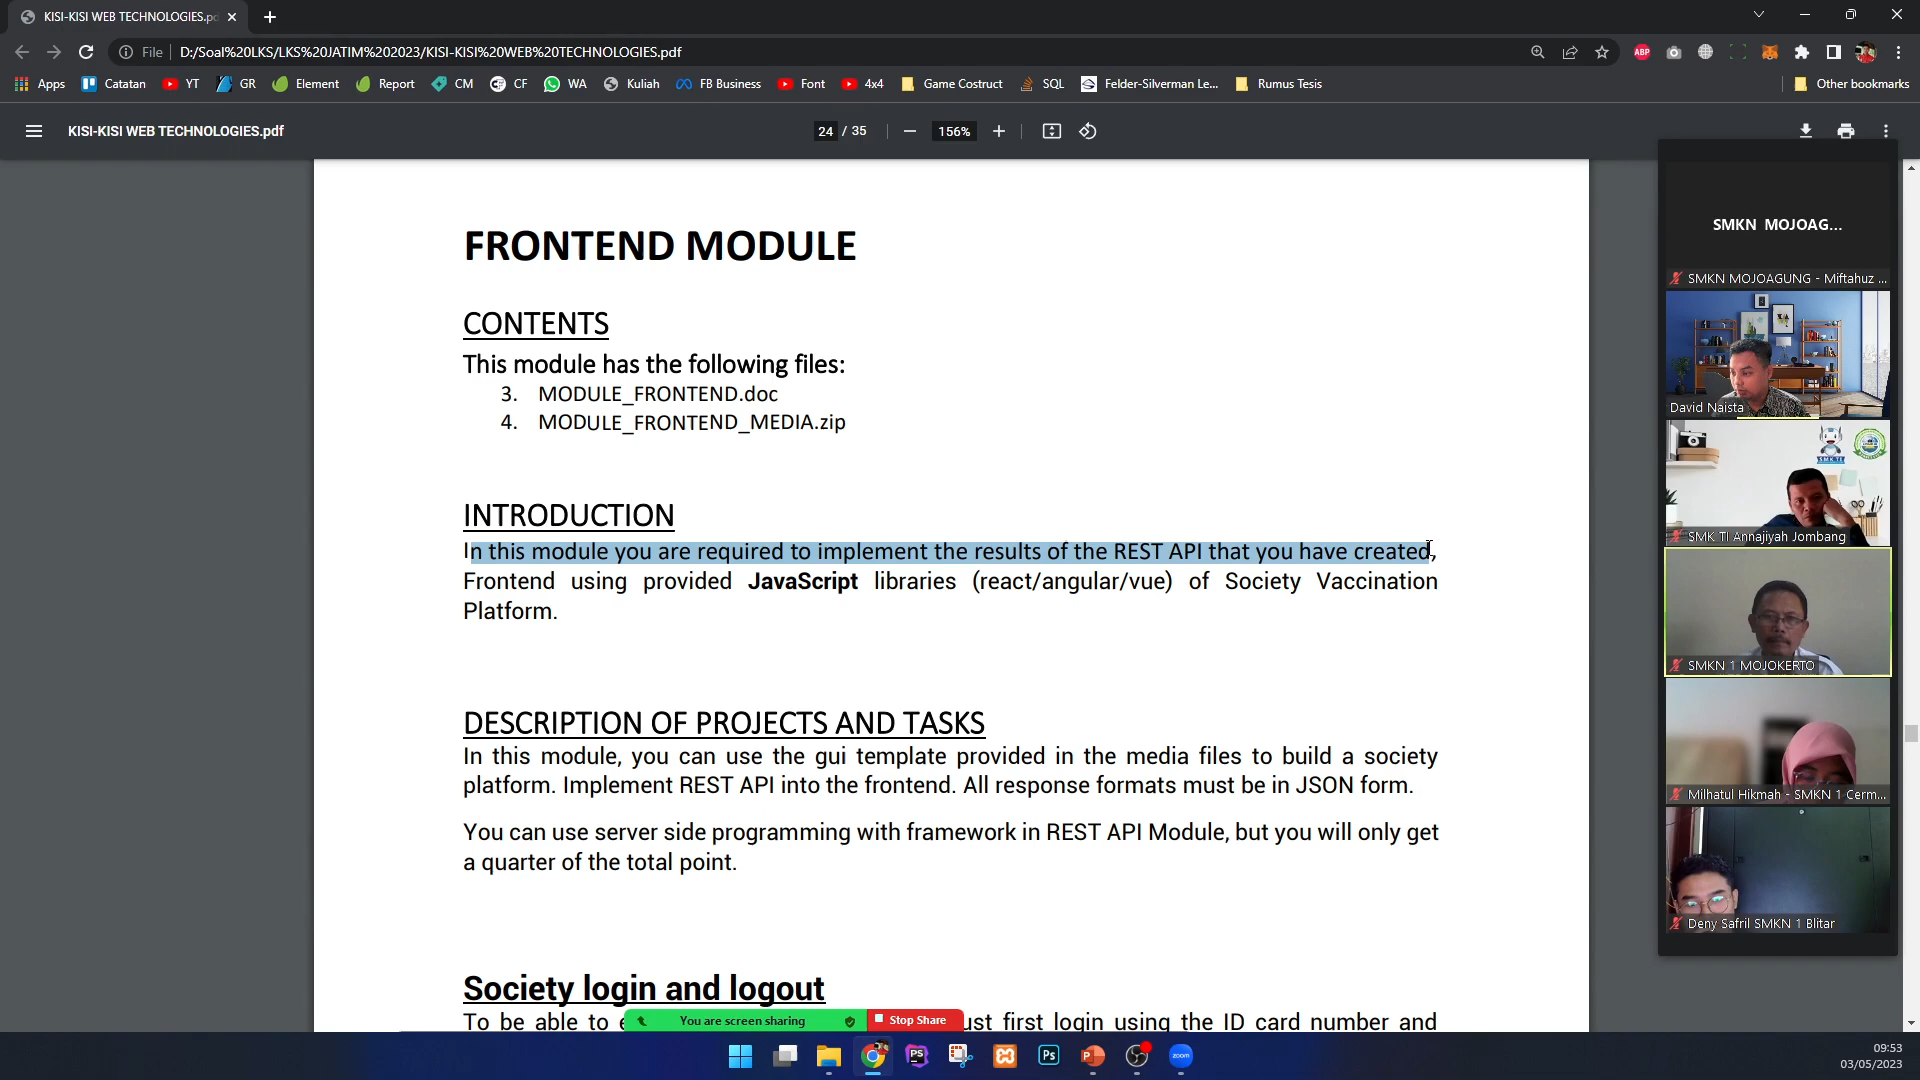 KISI-KISI WEB TECHNOLOGIES.pd
File D:/Soal%20LKS/LKS%20JATIM%202023/KISI-KISI%20WEB%20TECHNOLOGIES.pdf
ABP
Apps Catatan YT GR Element Report CM CF WA Kuliah FB Business Font 4x4 Game Costruct SQL Felder-Silverman Le... Rumus Tesis Other bookmarks
KISI-KISI WEB TECHNOLOGIES.pdf 24 / 35 156%
FRONTEND MODULE
CONTENTS
This module has the following files:
3. MODULE_FRONTEND.doc
4. MODULE_FRONTEND_MEDIA.zip
INTRODUCTION
In this module you are required to implement the results of the REST API that you have created,
Frontend using provided JavaScript libraries (react/angular/vue) of Society Vaccination
Platform.
DESCRIPTION OF PROJECTS AND TASKS
In this module, you can use the gui template provided in the media files to build a society
platform. Implement REST API into the frontend. All response formats must be in JSON form.
You can use server side programming with framework in REST API Module, but you will only get
a quarter of the total point.
Society login and logout
To be able to e
ust first login using the ID card number and
You are screen sharing Stop Share
SMKN MOJOAG...
SMKN MOJOAGUNG - Miftahuz ...
David Naista
SMK TI
SMK TI Annajiyah Jombang
SMKN 1 MOJOKERTO
Milhatul Hikmah - SMKN 1 Cerm...
Deny Safril SMKN 1 Blitar
PS
Ps
P
zoom
09:53
03/05/2023